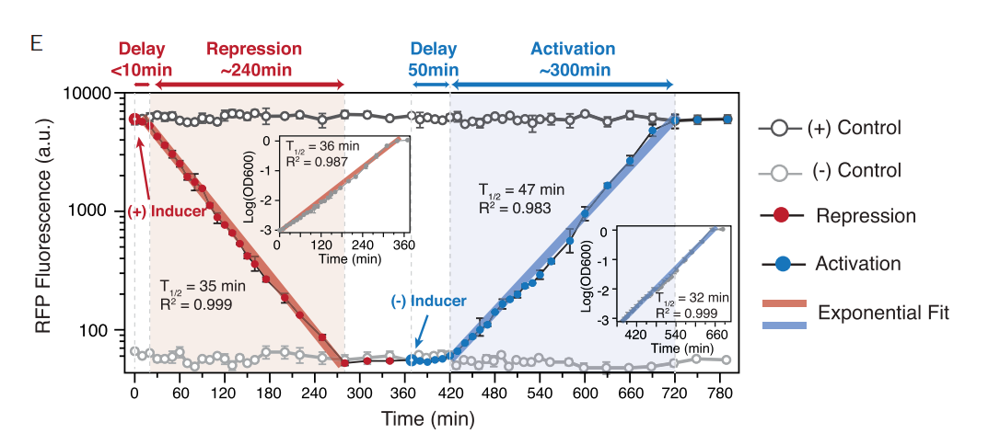 E
Delay
<10min
Repression
~240min
Delay
50min
Activation
~300min
RFP Fluorescence (a.u.)
10000
1000
100
(+) Inducer
T1/2 = 35 min
R² = 0.999
Log(OD600)
0
-1
-2
-3
T1/2 = 36 min
R² = 0.987
0 120 240 360
Time (min)
(-) Inducer
T1/2 = 47 min
R² = 0.983
Log(OD600)
0
-1
-2
-3
T1/2 = 32 min
R² = 0.999
420 540 660
Time (min)
0 60 120 180 240 300 360 420 480 540 600 660 720 780
Time (min)
(+) Control
(-) Control
Repression
Activation
Exponential Fit